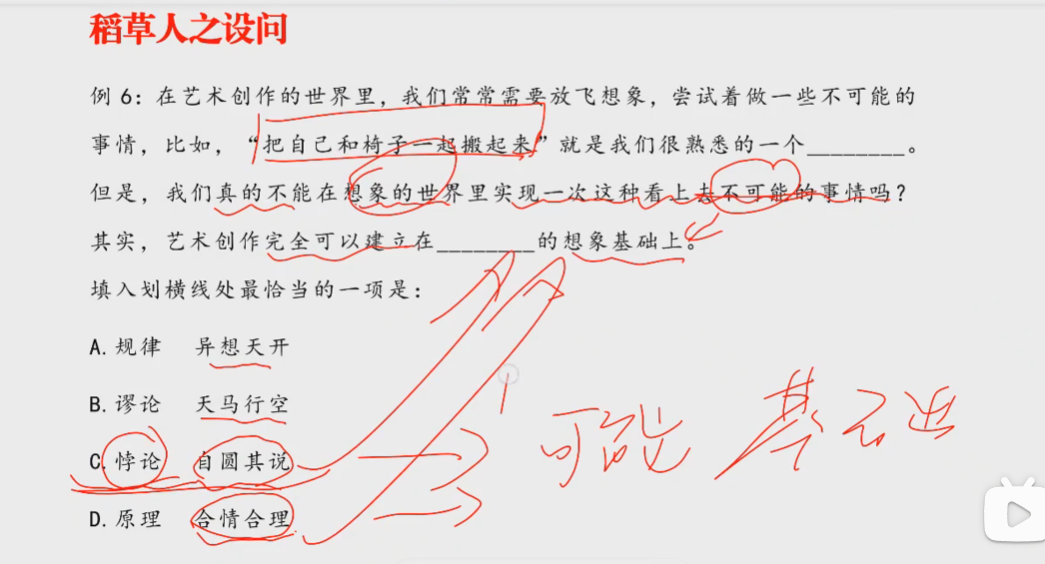 稻草人之设问
例 6：在艺术创作的世界里，我们常常需要放飞想象，尝试着做一些不可能的
事情，比如，“把自己和椅子一起搬起来”就是我们很熟悉的一个________。
但是，我们真的不能在想象的世界里实现一次这种看上去不可能的事情吗？
其实，艺术创作完全可以建立在________的想象基础上。
填入划横线处最恰当的一项是：
A. 规律 异想天开
B. 谬论 天马行空
C. 悖论 自圆其说
可能
D. 原理 合情合理